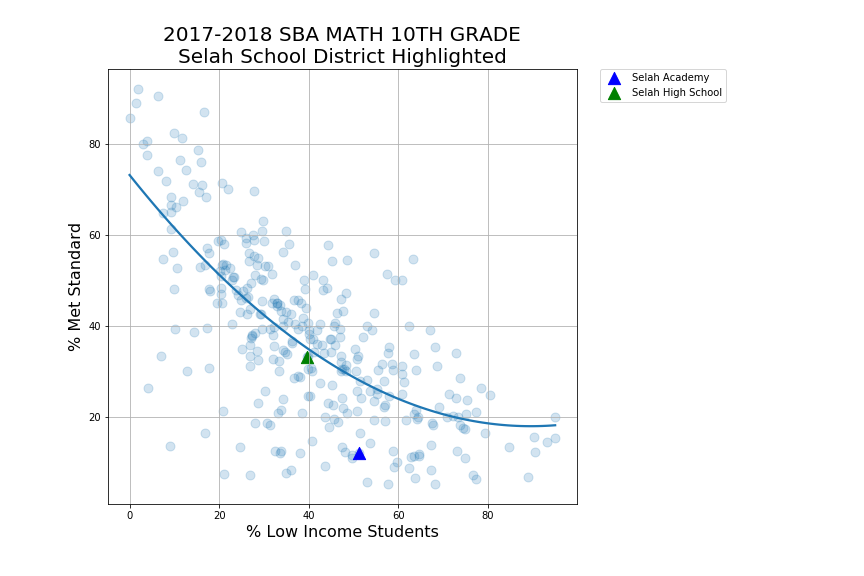 2017-2018 SBA MATH 10TH GRADE
Selah School District Highlighted
Selah Academy
Selah High School
80
60
40
20
% Met Standard
0
20
40
60
80
% Low Income Students